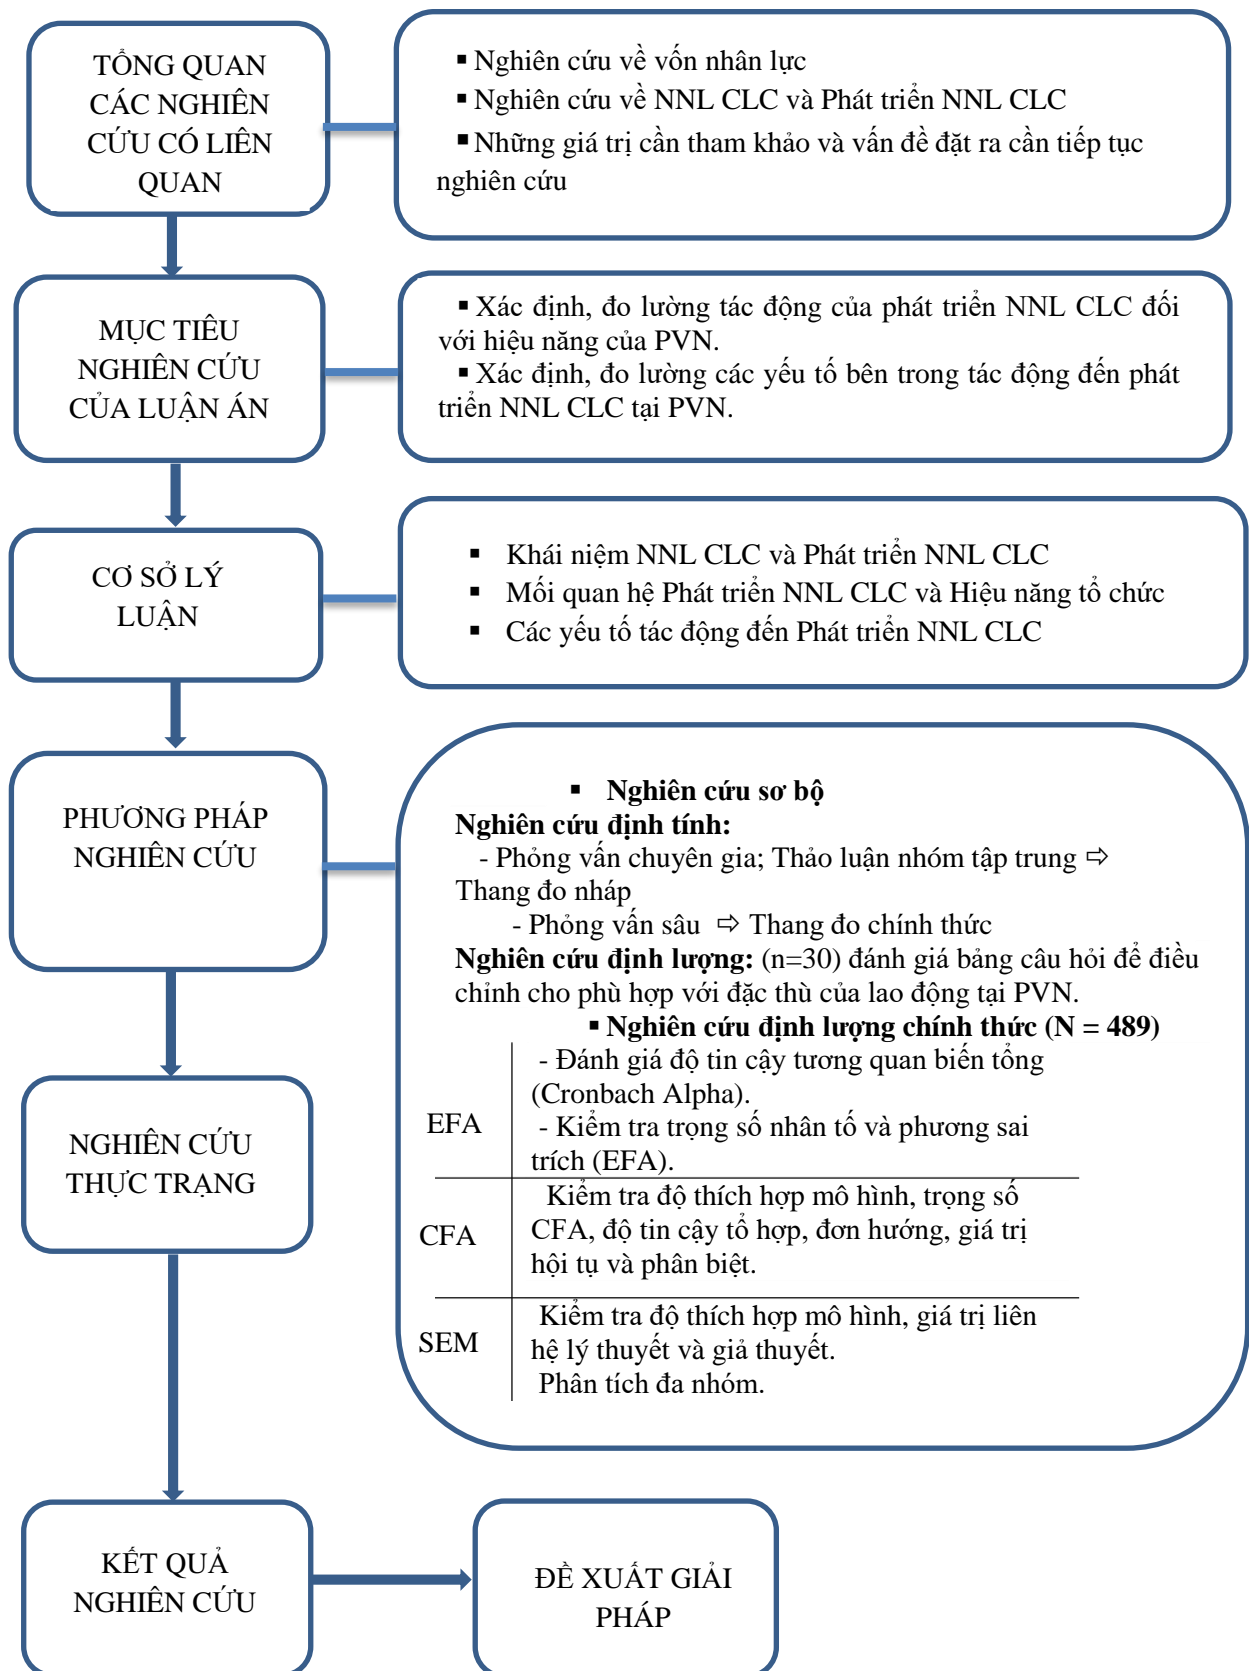 TỔNG QUAN
CÁC NGHIÊN
CỨU CÓ LIÊN
QUAN
▪ Nghiên cứu về vốn nhân lực
▪ Nghiên cứu về NNL CLC và Phát triển NNL CLC
▪ Những giá trị cần tham khảo và vấn đề đặt ra cần tiếp tục
nghiên cứu
MỤC TIÊU
NGHIÊN CỨU
CỦA LUẬN ÁN
▪ Xác định, đo lường tác động của phát triển NNL CLC đối
với hiệu năng của PVN.
▪ Xác định, đo lường các yếu tố bên trong tác động đến phát
triển NNL CLC tại PVN.
CƠ SỞ LÝ
LUẬN
▪ Khái niệm NNL CLC và Phát triển NNL CLC
▪ Mối quan hệ Phát triển NNL CLC và Hiệu năng tổ chức
▪ Các yếu tố tác động đến Phát triển NNL CLC
PHƯƠNG PHÁP
NGHIÊN CỨU
▪ Nghiên cứu sơ bộ
Nghiên cứu định tính:
- Phỏng vấn chuyên gia; Thảo luận nhóm tập trung ⇨
Thang đo nháp
- Phỏng vấn sâu ⇨ Thang đo chính thức
Nghiên cứu định lượng: (n=30) đánh giá bảng câu hỏi để điều
chỉnh cho phù hợp với đặc thù của lao động tại PVN.
▪ Nghiên cứu định lượng chính thức (N = 489)
EFA
- Đánh giá độ tin cậy tương quan biến tổng
(Cronbach Alpha).
- Kiểm tra trọng số nhân tố và phương sai
trích (EFA).
CFA
Kiểm tra độ thích hợp mô hình, trọng số
CFA, độ tin cậy tổ hợp, đơn hướng, giá trị
hội tụ và phân biệt.
SEM
Kiểm tra độ thích hợp mô hình, giá trị liên
hệ lý thuyết và giả thuyết.
Phân tích đa nhóm.
NGHIÊN CỨU
THỰC TRẠNG
KẾT QUẢ
NGHIÊN CỨU
ĐỀ XUẤT GIẢI
PHÁP